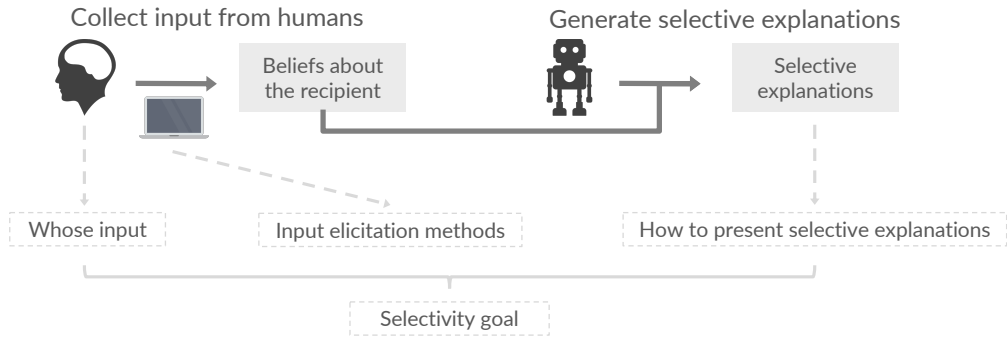 Collect input from humans
Generate selective explanations
Beliefs about
the recipient
Selective
explanations
Whose input
Input elicitation methods
How to present selective explanations
Selectivity goal